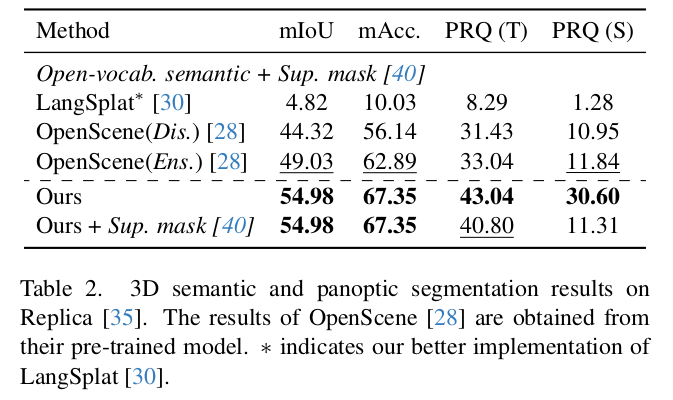 Method mIoU mAcc. PRQ (T) PRQ (S)
Open-vocab. semantic + Sup. mask [40]
LangSplat* [30] 4.82 10.03 8.29 1.28
OpenScene(Dis.) [28] 44.32 56.14 31.43 10.95
OpenScene(Ens.) [28] 49.03 62.89 33.04 11.84
Ours 54.98 67.35 43.04 30.60
Ours + Sup. mask [40] 54.98 67.35 40.80 11.31
Table 2. 3D semantic and panoptic segmentation results on
Replica [35]. The results of OpenScene [28] are obtained from
their pre-trained model. * indicates our better implementation of
LangSplat [30].